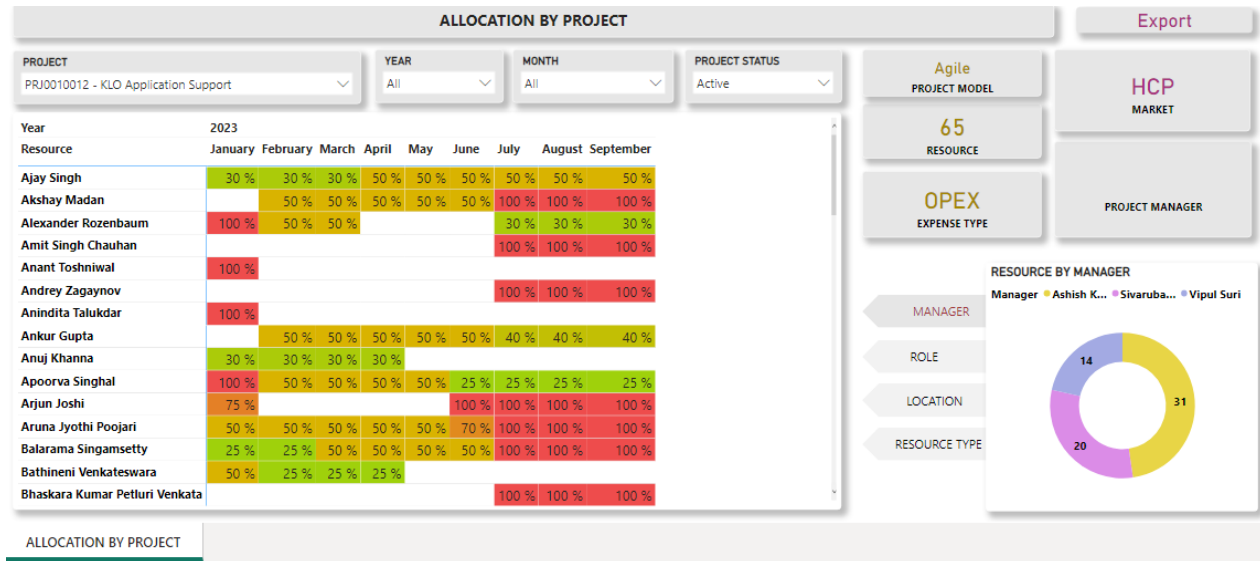 ALLOCATION BY PROJECT
Export
PROJECT
PRJ0010012 - KLO Application Support
YEAR
All
MONTH
All
PROJECT STATUS
Active
Agile
PROJECT MODEL
HCP
MARKET
65
RESOURCE
OPEX
EXPENSE TYPE
PROJECT MANAGER
Year 2023
Resource January February March April May June July August September
Ajay Singh 30 % 30 % 30 % 50 % 50 % 50 % 50 % 50 % 50 %
Akshay Madan 50 % 50 % 50 % 50 % 50 % 100 % 100 % 100 %
Alexander Rozenbaum 100 % 50 % 50 % 30 % 30 % 30 %
Amit Singh Chauhan 100 % 100 % 100 %
Anant Toshniwal 100 %
Andrey Zagaynov 100 % 100 % 100 %
Anindita Talukdar 100 %
Ankur Gupta 50 % 50 % 50 % 50 % 50 % 40 % 40 % 40 %
Anuj Khanna 30 % 30 % 30 % 30 %
Apoorva Singhal 100 % 50 % 50 % 50 % 50 % 25 % 25 % 25 % 25 %
Arjun Joshi 75 % 100 % 100 % 100 % 100 %
Aruna Jyothi Poojari 50 % 50 % 50 % 50 % 50 % 70 % 100 % 100 % 100 %
Balarama Singamsetty 25 % 25 % 50 % 50 % 50 % 50 % 100 % 100 % 100 %
Bathineni Venkateswara 50 % 25 % 25 % 25 %
Bhaskara Kumar Petluri Venkata 100 % 100 % 100 %
MANAGER
ROLE
LOCATION
RESOURCE TYPE
RESOURCE BY MANAGER
Manager Ashish K... Sivaruba... Vipul Suri
14
31
20
ALLOCATION BY PROJECT